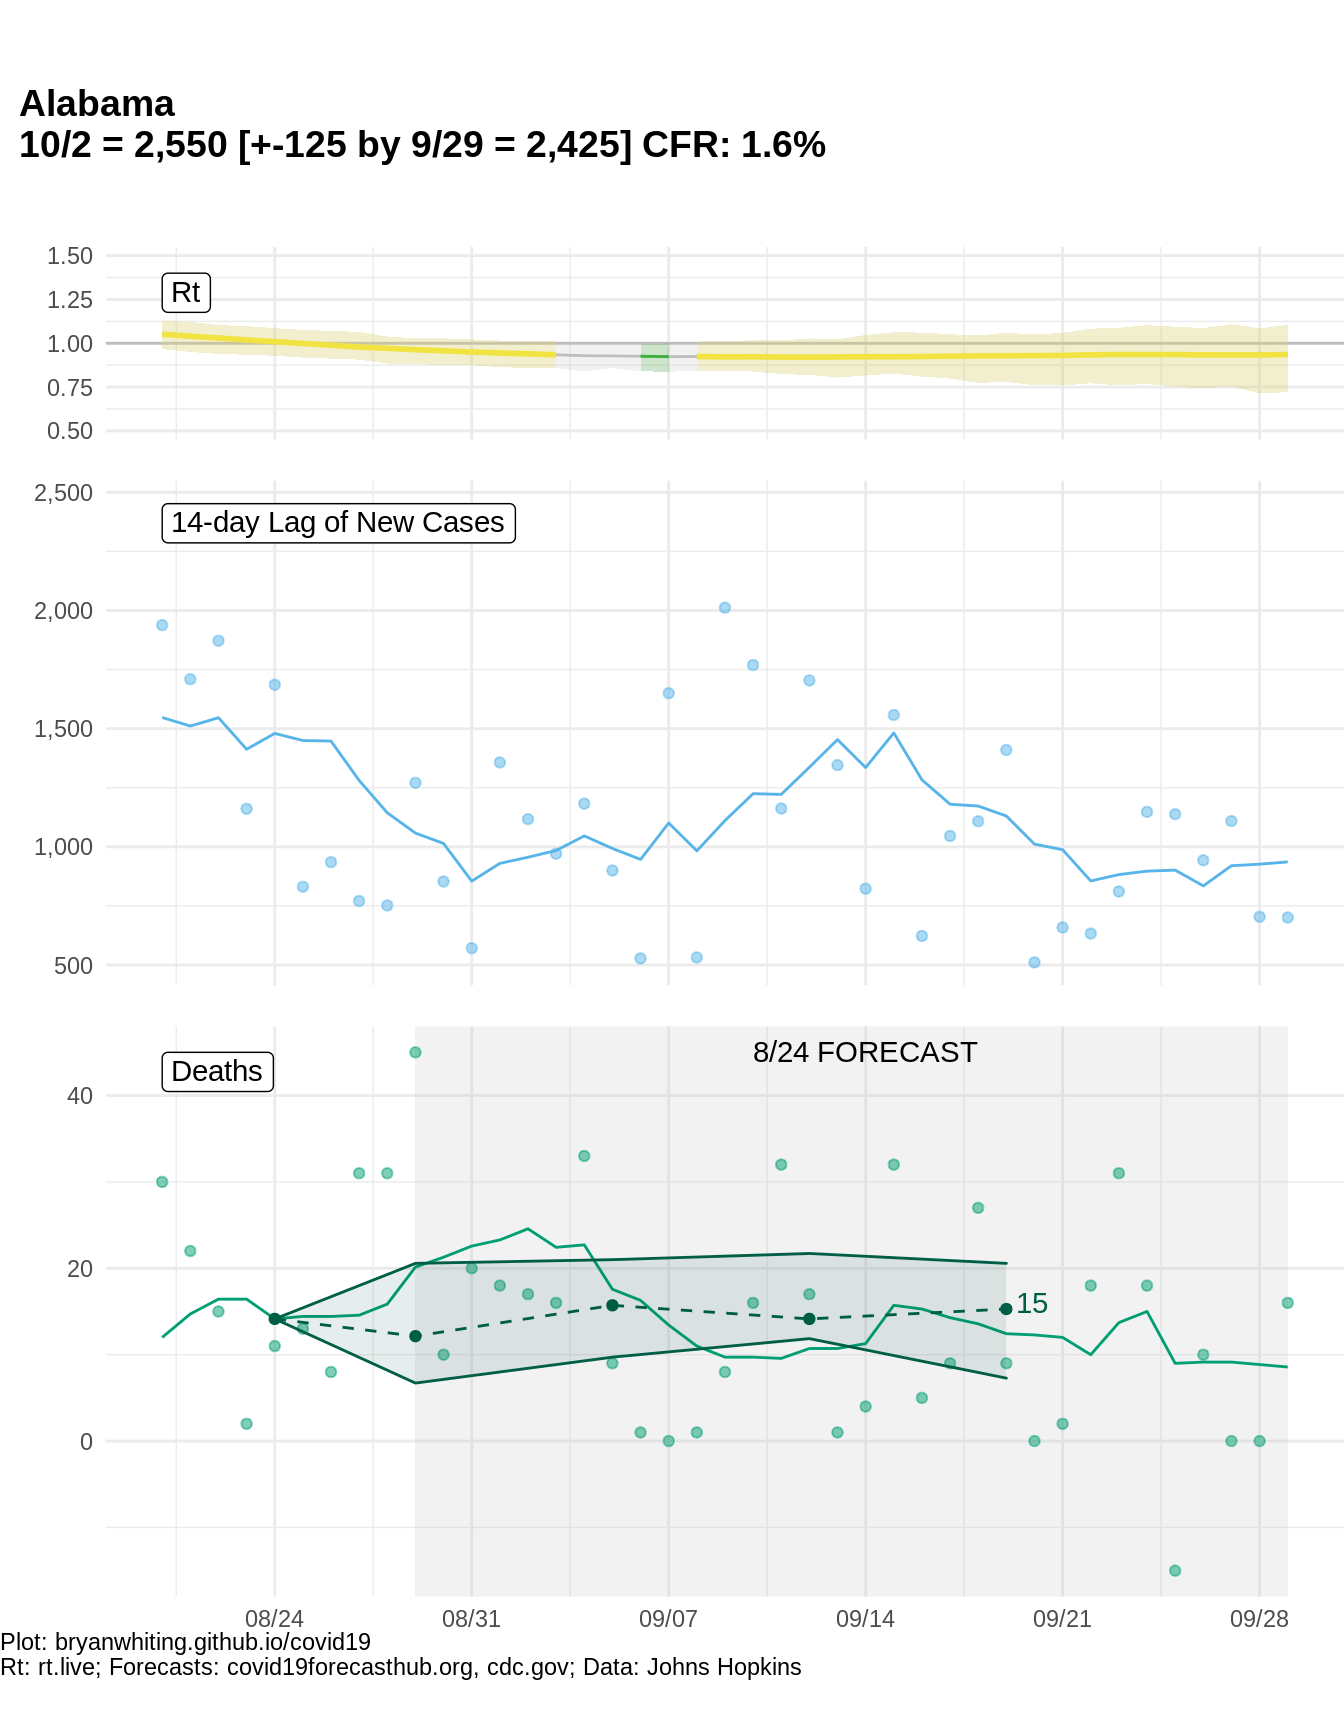 Alabama
10/2 = 2,550 [+-125 by 9/29 = 2,425] CFR: 1.6%
1.50
Rt
1.25
1.00
0.75
0.50
2,500
14-day Lag of New Cases
2,000
1,500
1,000
500
8/24 FORECAST
Deaths
40
20
15
0
08/24 08/31 09/07 09/14 09/21 09/28
Plot: bryanwhiting.github.io/covid19
Rt: rt.live; Forecasts: covid19forecasthub.org, cdc.gov; Data: Johns Hopkins